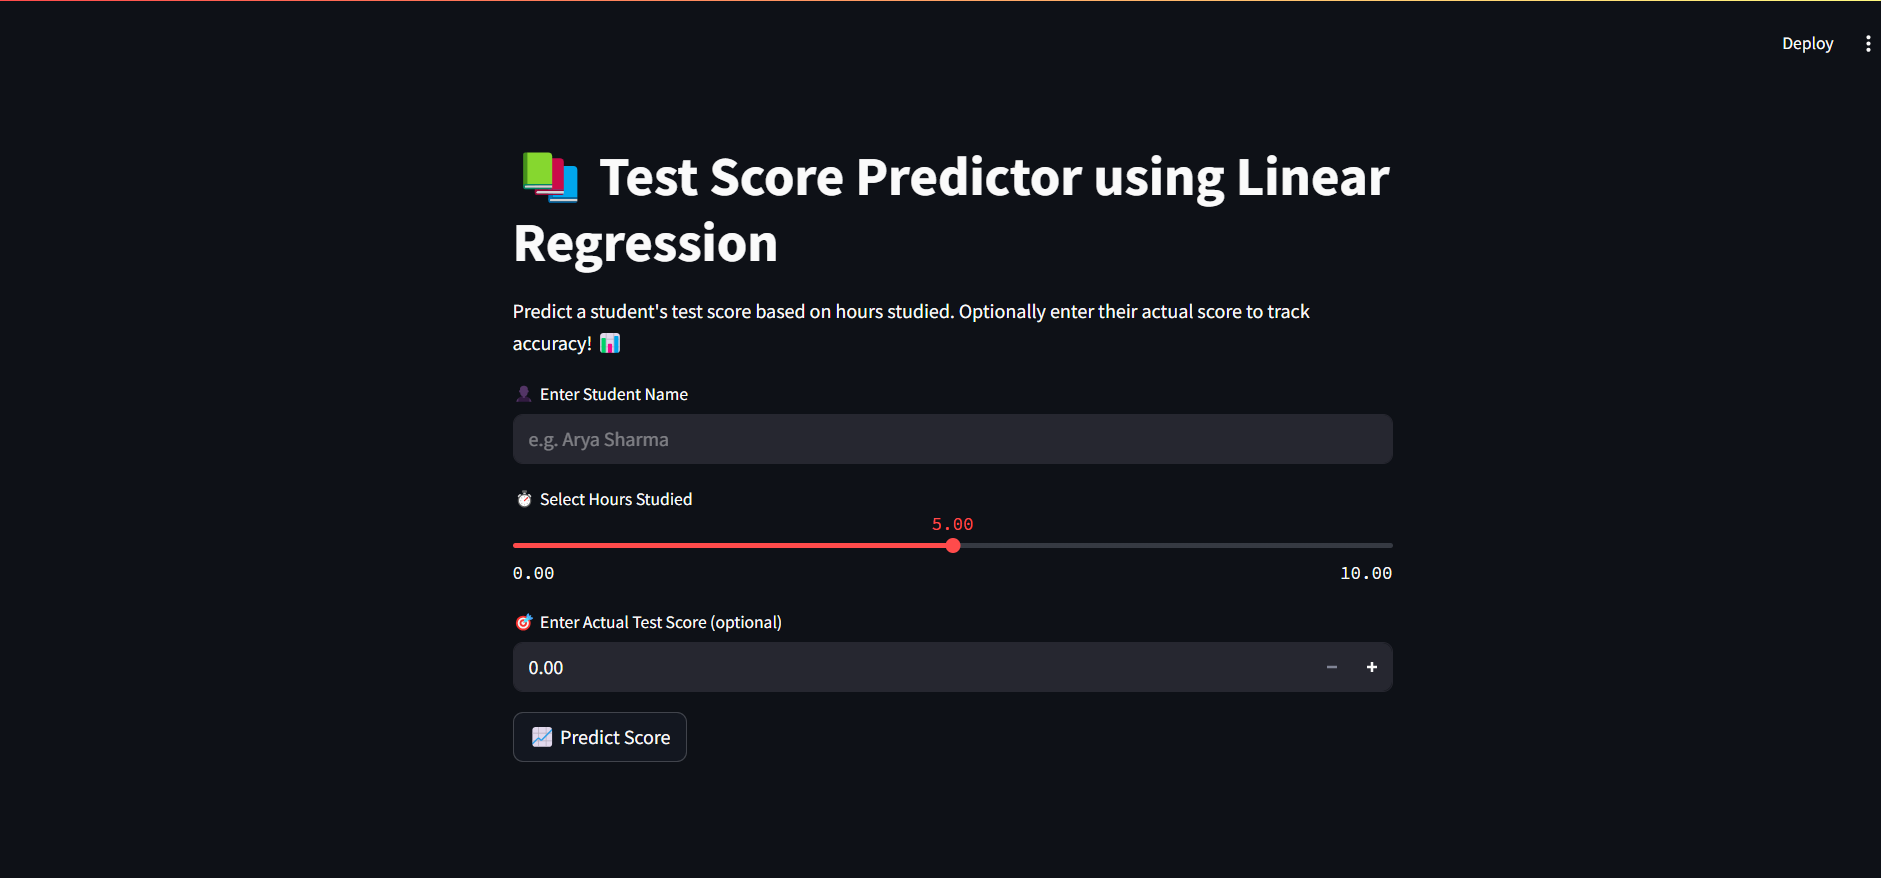 Deploy
📚 Test Score Predictor using Linear
Regression
Predict a student's test score based on hours studied. Optionally enter their actual score to track
accuracy! 📊
👤 Enter Student Name
e.g. Arya Sharma
⏱️ Select Hours Studied
5.00
0.00 10.00
🎯 Enter Actual Test Score (optional)
0.00 − +
📈 Predict Score